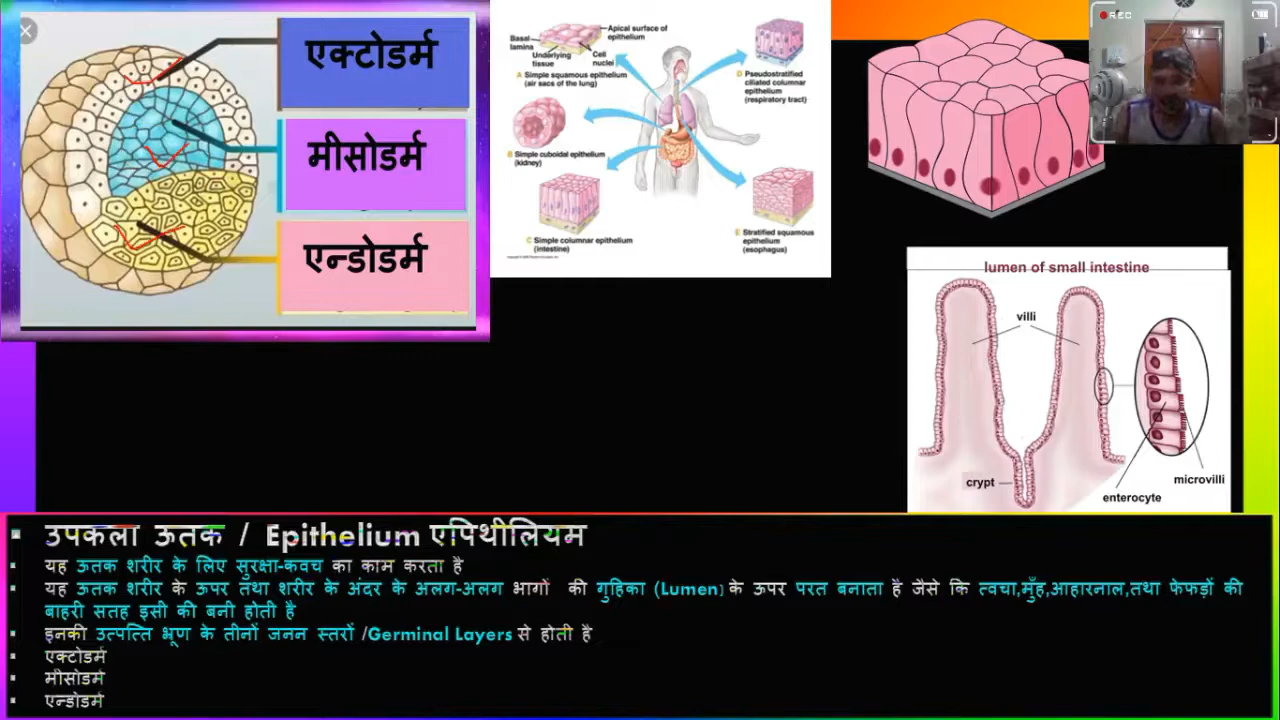 एक्टोडर्म
मीसोडर्म
एन्डोडर्म
Apical surface of
epithelium
Basal
lamina
Underlying
tissue
Cell
nuclei
A Simple squamous epithelium
(air sacs of the lung)
B Simple cuboidal epithelium
(kidney)
C Simple columnar epithelium
(intestine)
D Pseudostratified
ciliated columnar
epithelium
(respiratory tract)
E Stratified squamous
epithelium
(esophagus)
REC
lumen of small intestine
villi
crypt
microvilli
enterocyte
उपकला ऊतक / Epithelium एपिथीलियम
यह ऊतक शरीर के लिए सुरक्षा-कवच का काम करता है
यह ऊतक शरीर के ऊपर तथा शरीर के अंदर के अलग-अलग भागों की गुहिका (Lumen) के ऊपर परत बनाता है जैसे कि त्वचा,मुँह,आहारनाल,तथा फेफड़ों की
बाहरी सतह इसी की बनी होती है
इनकी उत्पत्ति भ्रूण के तीनों जनन स्तरों /Germinal Layers से होती है
एक्टोडर्म
मीसोडर्म
एन्डोडर्म